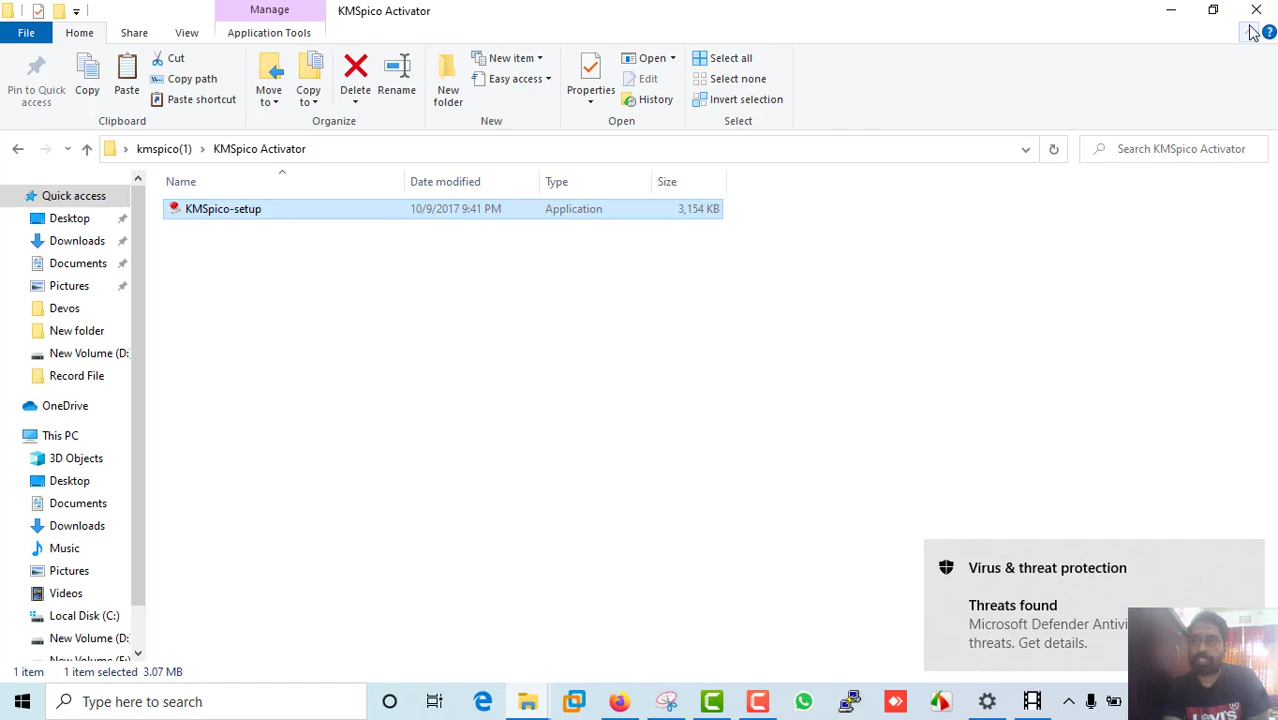 Manage
KMSpico Activator
File Home Share View Application Tools
Pin to Quick access
Copy
Paste
Cut
Copy path
Paste shortcut
Clipboard
Move to
Copy to
Delete
Rename
Organize
New folder
New item
Easy access
New
Properties
Open
Edit
History
Open
Select all
Select none
Invert selection
Select
kmspico(1) > KMSpico Activator
Search KMSpico Activator
Name Date modified Type Size
KMSpico-setup 10/9/2017 9:41 PM Application 3,154 KB
Quick access
Desktop
Downloads
Documents
Pictures
Devos
New folder
New Volume (D:
Record File
OneDrive
This PC
3D Objects
Desktop
Documents
Downloads
Music
Pictures
Videos
Local Disk (C:)
New Volume (D:
Virus & threat protection
Threats found
Microsoft Defender Antivi
threats. Get details.
1 item 1 item selected 3.07 MB
Type here to search